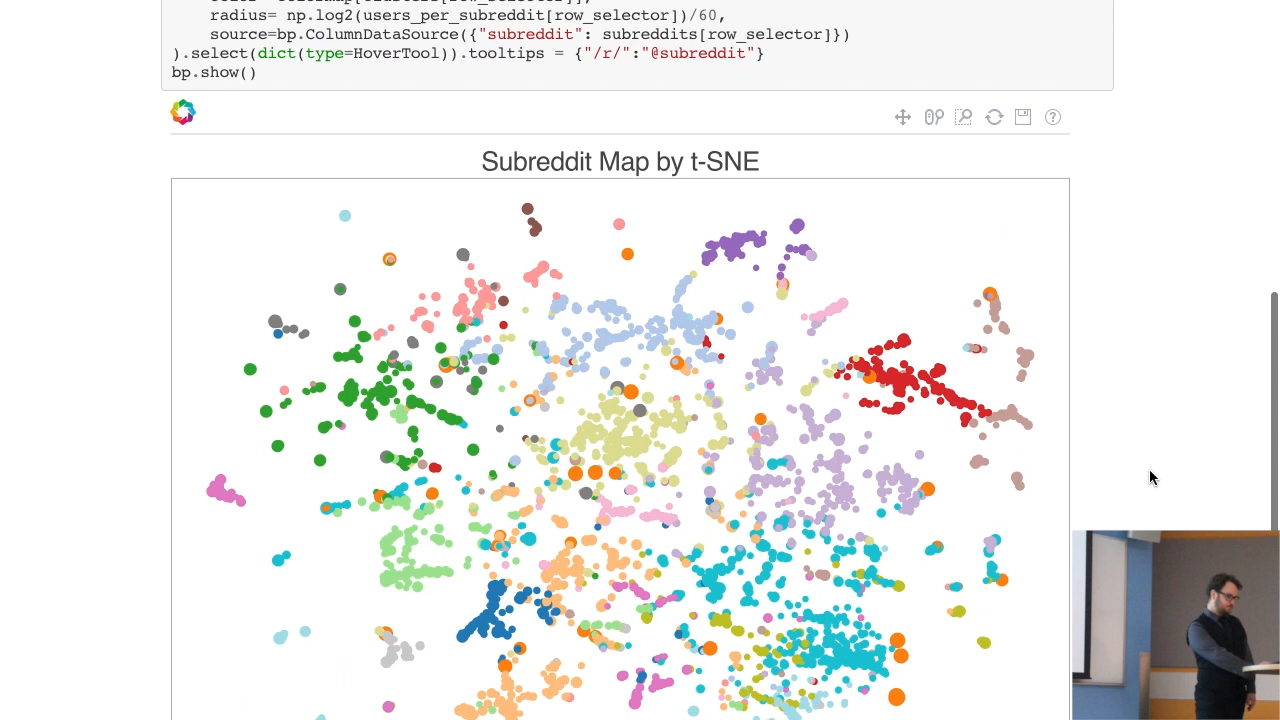 radius= np.log2(users_per_subreddit[row_selector])/60,
source=bp.ColumnDataSource({"subreddit": subreddits[row_selector]})
).select(dict(type=HoverTool)).tooltips = {"/r/":"@subreddit"}
bp.show()
?
Subreddit Map by t-SNE